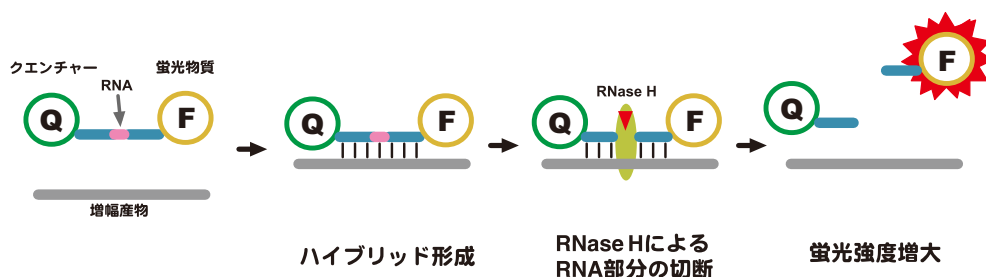 クエンチャー
蛍光物質
RNA
Q
F
増幅産物
Q
F
ハイブリッド形成
RNase H
Q
F
RNase Hによる
RNA部分の切断
F
Q
蛍光強度増大